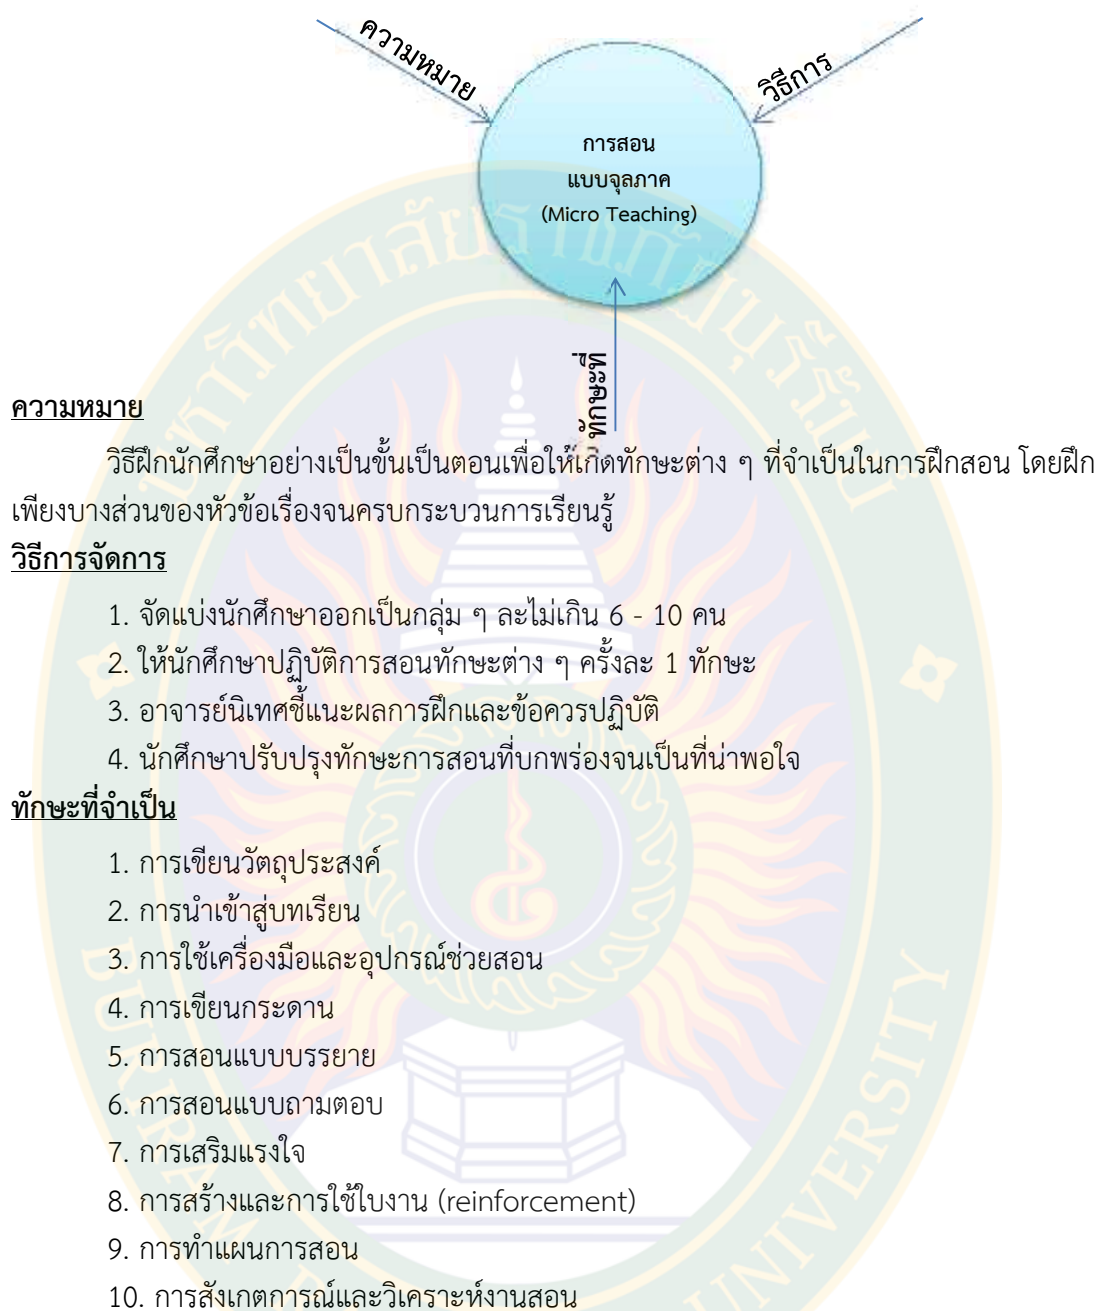 ความหมาย
วิธีการ
การสอน
แบบจุลภาค
(Micro Teaching)
ทักษะที่
ความหมาย
วิธีฝึกนักศึกษาอย่างเป็นขั้นเป็นตอนเพื่อให้เกิดทักษะต่าง ๆ ที่จำเป็นในการฝึกสอน โดยฝึก
เพียงบางส่วนของหัวข้อเรื่องจนครบกระบวนการเรียนรู้
วิธีการจัดการ
1. จัดแบ่งนักศึกษาออกเป็นกลุ่ม ๆ ละไม่เกิน 6 - 10 คน
2. ให้นักศึกษาปฏิบัติการสอนทักษะต่าง ๆ ครั้งละ 1 ทักษะ
3. อาจารย์นิเทศชี้แนะผลการฝึกและข้อควรปฏิบัติ
4. นักศึกษาปรับปรุงทักษะการสอนที่บกพร่องจนเป็นที่น่าพอใจ
ทักษะที่จำเป็น
1. การเขียนวัตถุประสงค์
2. การนำเข้าสู่บทเรียน
3. การใช้เครื่องมือและอุปกรณ์ช่วยสอน
4. การเขียนกระดาน
5. การสอนแบบบรรยาย
6. การสอนแบบถามตอบ
7. การเสริมแรงใจ
8. การสร้างและการใช้ใบงาน (reinforcement)
9. การทำแผนการสอน
10. การสังเกตการณ์และวิเคราะห์งานสอน